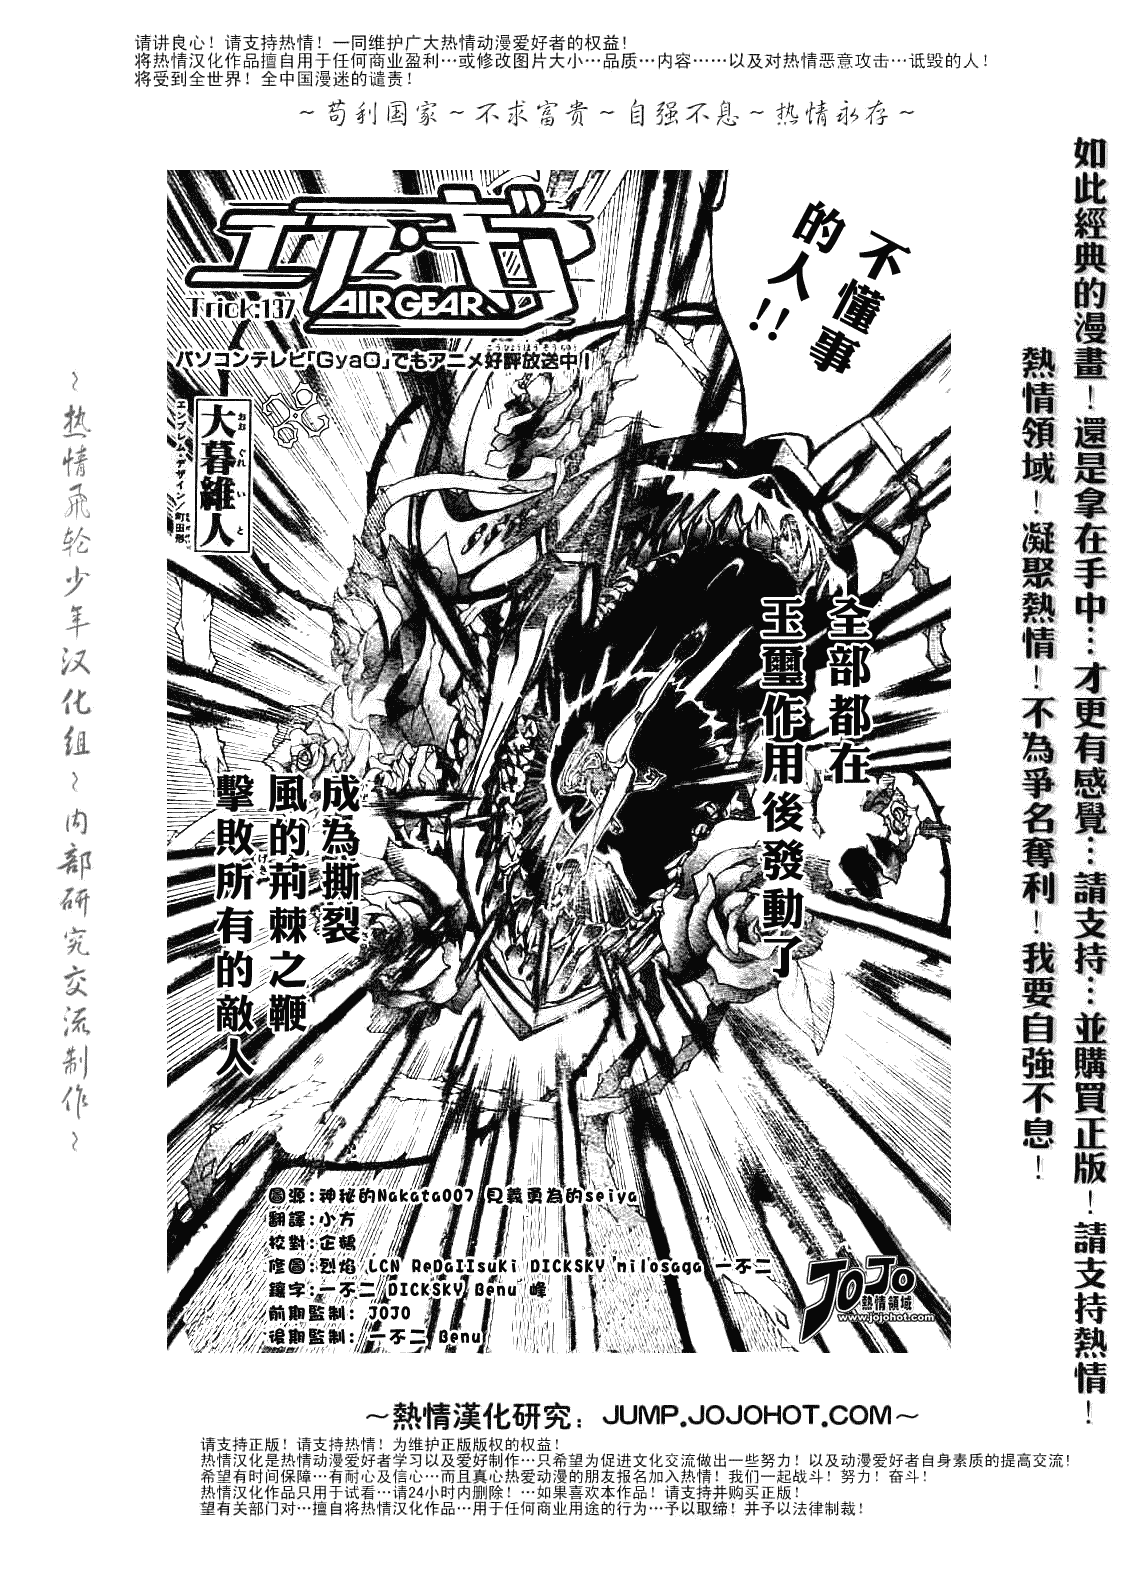 请讲良心！请支持热情！一同维护广大热情动漫爱好者的权益！
将热情汉化作品擅自用于任何商业盈利…或修改图片大小…品质…内容……以及对热情恶意攻击…诋毁的人！
将受到全世界！全中国漫迷的谴责！
～苟利国家～不求富贵～自强不息～热情永存～
如此經典的漫畫！還是拿在手中…才更有感覺…請支持…並購買正版！請支持熱情！
熱情領域！凝聚熱情！不為爭名奪利！我要自強不息！
～热情飛轮少年汉化组～内部研究交流制作～
エア・ギア
AIR GEAR
Trick:137
パソコンテレビ「GyaO」でもアニメ好評放送中！
大暮維人
おおぐれいと
エンブレム・デザイン／町田形
不懂事
的人!!
全部都在
玉璽作用後發動了
成為撕裂
風的荊棘之鞭
擊敗所有的敵人
圖源:神秘的Nakata007 見義勇為的seiya
翻譯:小方
校對:企鵝
修圖:烈焰 LCN ReDaIIsuki DICKSKY milosaga 一不二
鑲字:一不二 DICKSKY Benu 峰
前期監制: JOJO
後期監制: 一不二 Benu
JOJO
熱情領域
www.jojohot.com
～熱情漢化研究：JUMP.JOJOHOT.COM～
请支持正版！请支持热情！为维护正版版权的权益！
热情汉化是热情动漫爱好者学习以及爱好制作…只希望为促进文化交流做出一些努力！以及动漫爱好者自身素质的提高交流！
希望有时间保障…有耐心及信心…而且真心热爱动漫的朋友报名加入热情！我们一起战斗！努力！奋斗！
热情汉化作品只用于试看…请24小时内删除！…如果喜欢本作品！请支持并购买正版！
望有关部门对…擅自将热情汉化作品…用于任何商业用途的行为…予以取缔！并予以法律制裁！